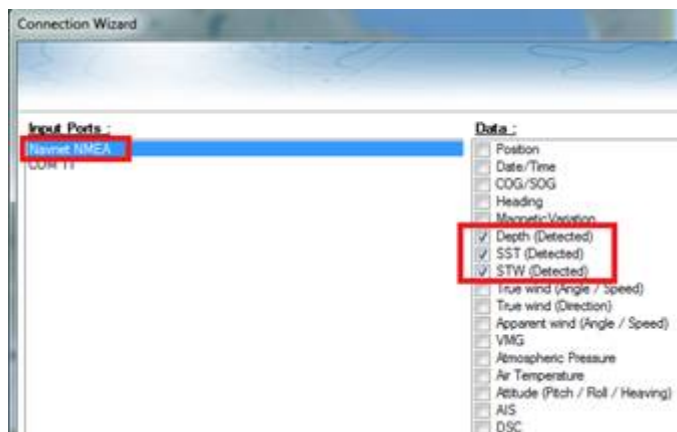 Connection Wizard
Input Ports :
Navnet NMEA
COM 11
Data :
Position
Date/Time
COG/SOG
Heading
Magnetic Variation
Depth (Detected)
SST (Detected)
STW (Detected)
True wind (Angle / Speed)
True wind (Direction)
Apparent wind (Angle / Speed)
VMG
Atmospheric Pressure
Air Temperature
Attitude (Pitch / Roll / Heaving)
AIS
DSC